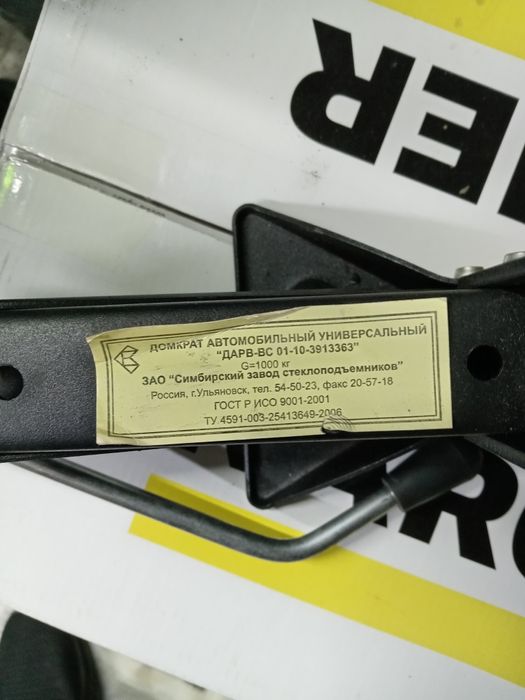 ДОМКРАТ АВТОМОБИЛЬНЫЙ УНИВЕРСАЛЬНЫЙ
"ДАРВ-ВС 01-10-3913363"
G=1000 кг
ЗАО "Симбирский завод стеклоподъемников"
Россия, г.Ульяновск, тел. 54-50-23, факс 20-57-18
ГОСТ Р ИСО 9001-2001
ТУ 4591-003-25413649-2006